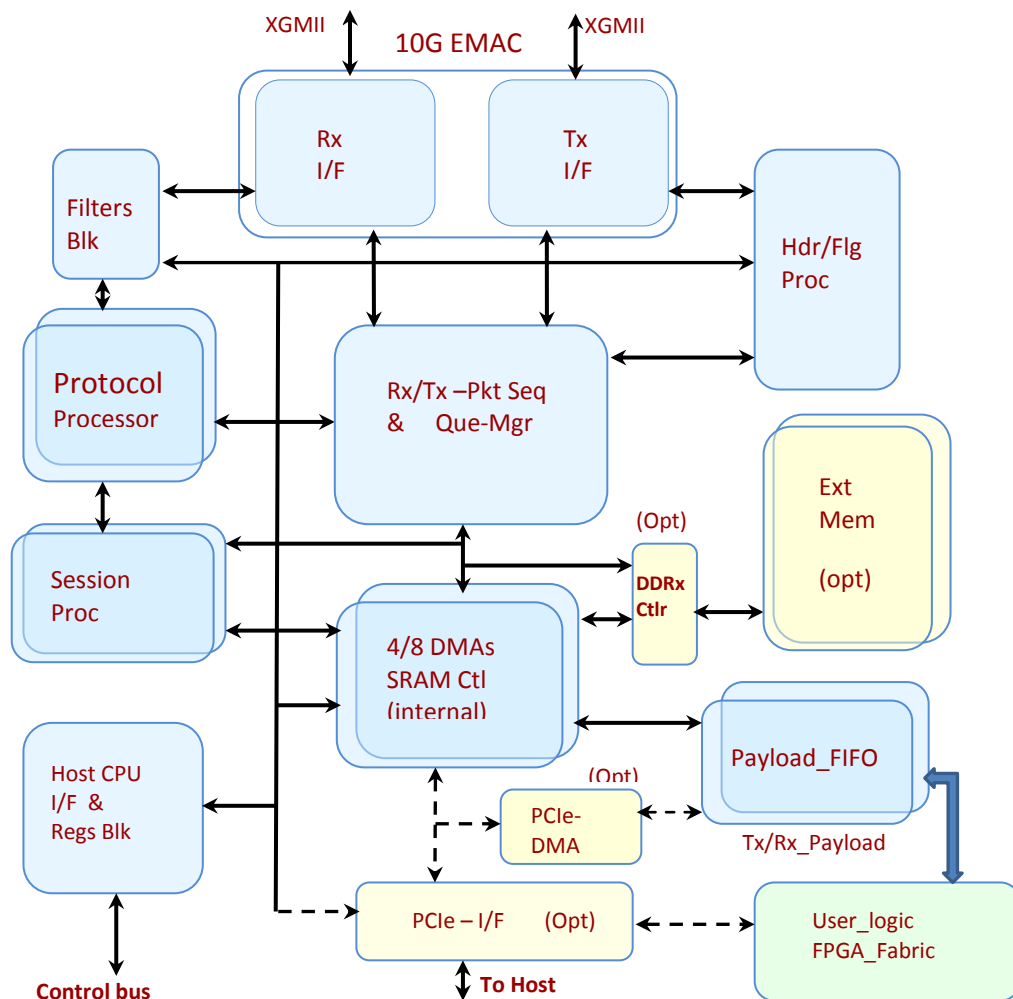 XGMII
XGMII
10G EMAC
Rx
I/F
Tx
I/F
Filters
Blk
Hdr/Flg
Proc
Protocol
Processor
Rx/Tx –Pkt Seq
& Que-Mgr
Ext
Mem
(opt)
(Opt)
DDRx
Ctlr
Session
Proc
4/8 DMAs
SRAM Ctl
(internal)
Payload_FIFO
Tx/Rx_Payload
Host CPU
I/F &
Regs Blk
(Opt)
PCIe-
DMA
PCIe – I/F (Opt)
User_logic
FPGA_Fabric
Control bus
To Host